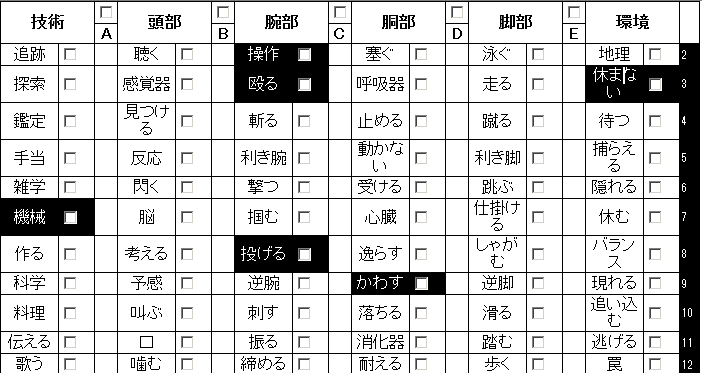 技術 頭部 腕部 胴部 脚部 環境
A B C D E
追跡 聴く 操作 塞ぐ 泳ぐ 地理 2
探索 感覚器 殴る 呼吸器 走る 休まない 3
鑑定 見つける 斬る 止める 蹴る 待つ 4
手当 反応 利き腕 動かない 利き脚 捕らえる 5
雑学 閃く 撃つ 受ける 跳ぶ 隠れる 6
機械 脳 掴む 心臓 仕掛ける 休む 7
作る 考える 投げる 逸らす しゃがむ バランス 8
科学 予感 逆腕 かわす 逆脚 現れる 9
料理 叫ぶ 刺す 落ちる 滑る 追い込む 10
伝える 口 振る 消化器 踏む 逃げる 11
歌う 噛む 締める 耐える 歩く 罠 12